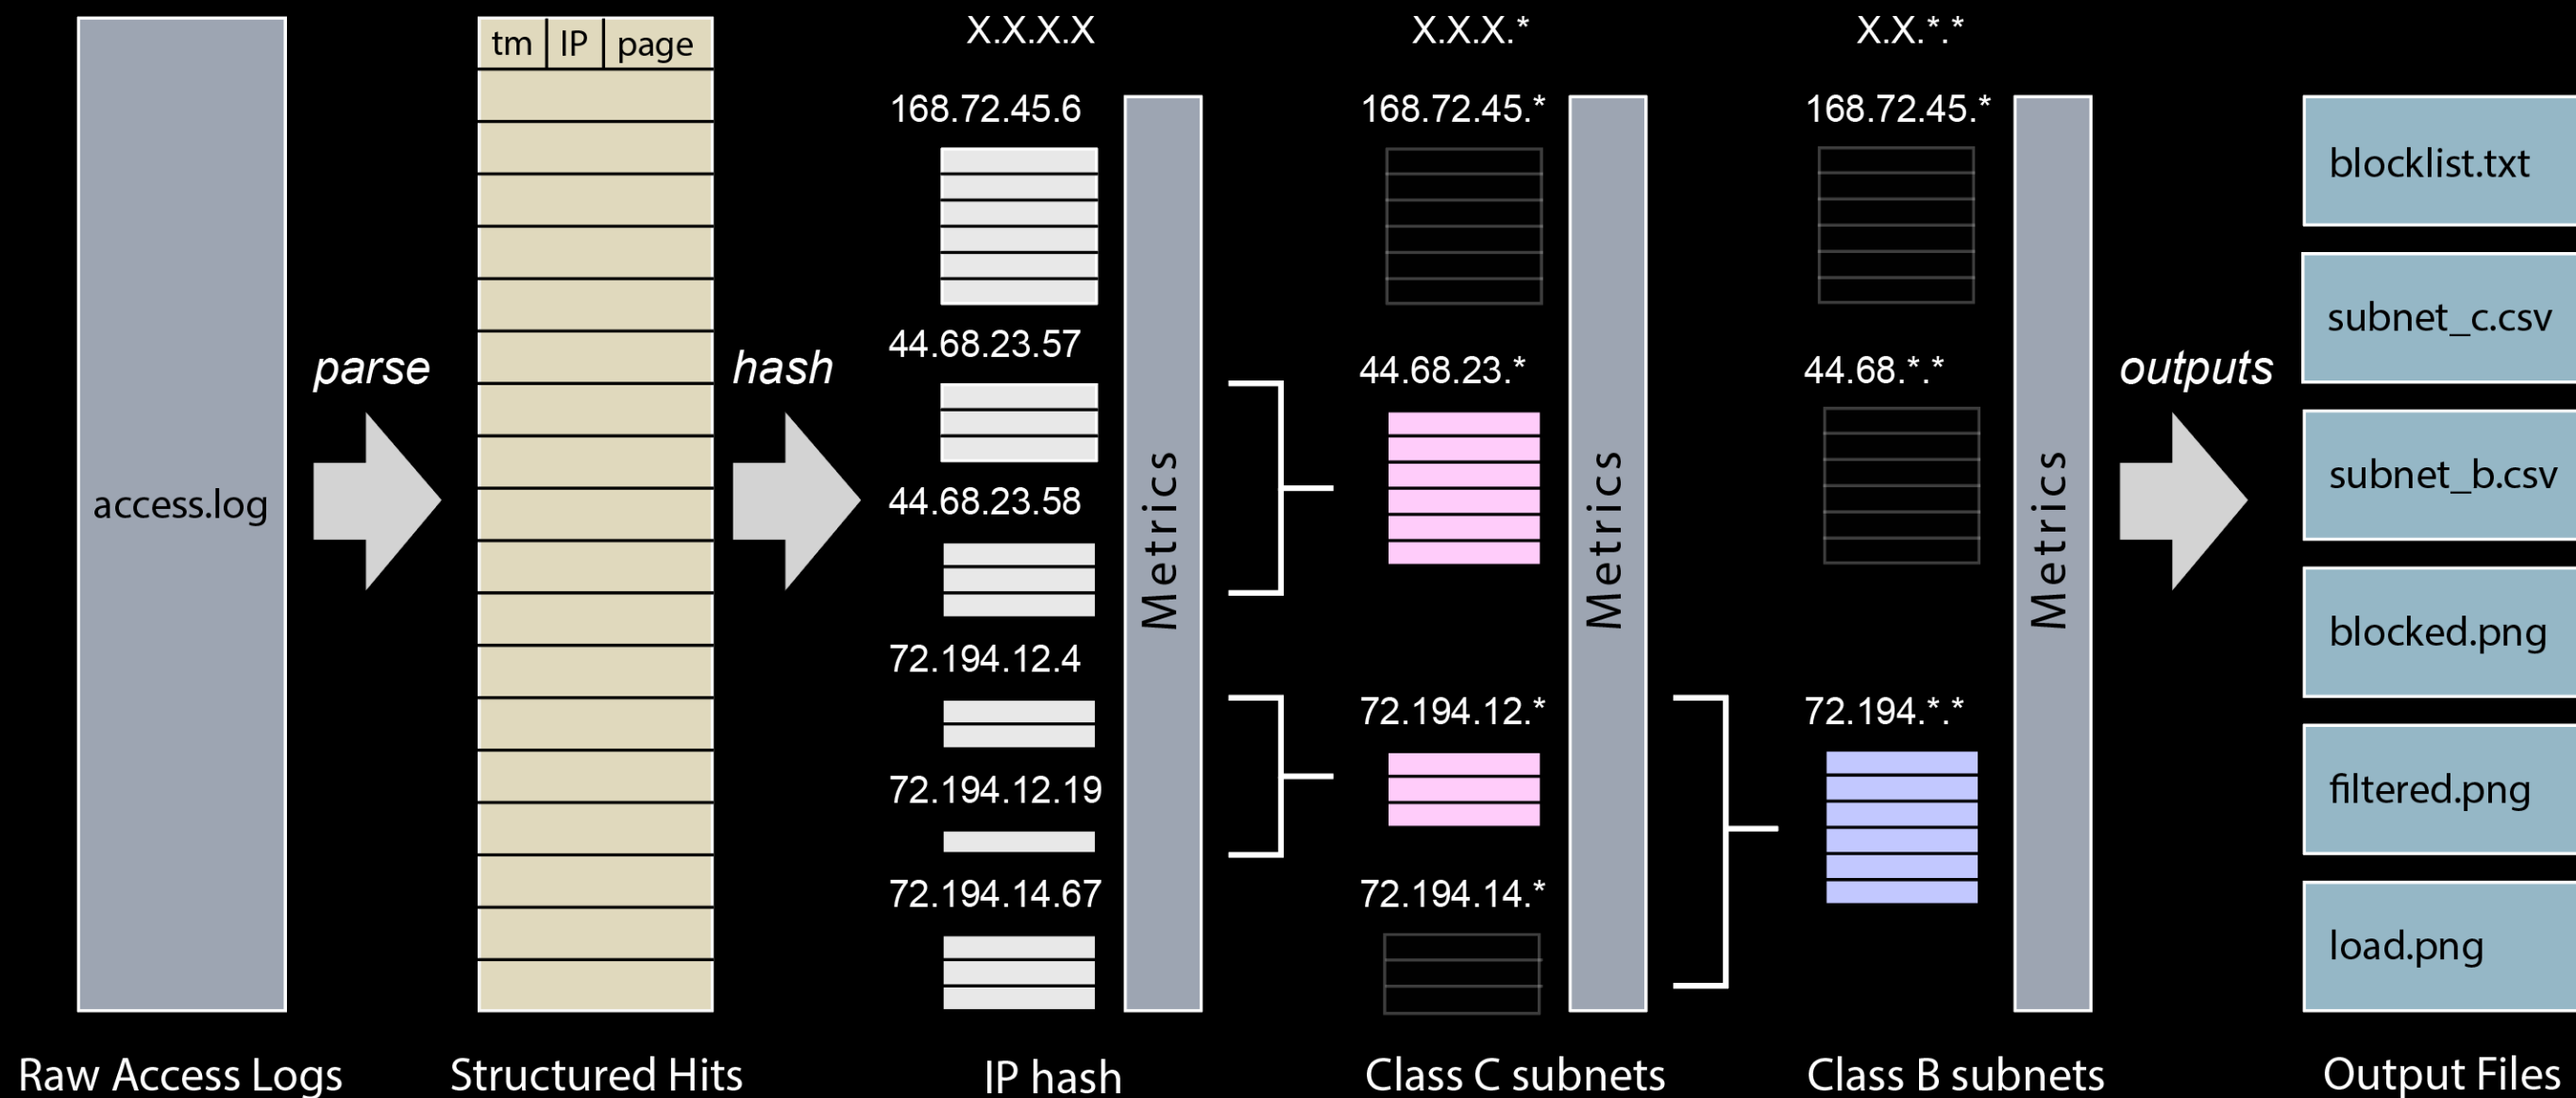 access.log
Raw Access Logs
parse
tm IP page
Structured Hits
hash
X.X.X.X
168.72.45.6
44.68.23.57
44.68.23.58
72.194.12.4
72.194.12.19
72.194.14.67
IP hash
Metrics
X.X.X.*
168.72.45.*
44.68.23.*
72.194.12.*
72.194.14.*
Class C subnets
Metrics
X.X.*.*
168.72.45.*
44.68.*.*
72.194.*.*
Class B subnets
Metrics
outputs
blocklist.txt
subnet_c.csv
subnet_b.csv
blocked.png
filtered.png
load.png
Output Files